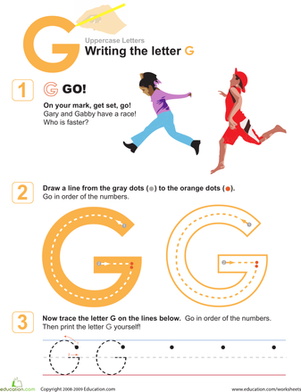 G
Uppercase Letters
Writing the letter G
1
G GO!
On your mark, get set, go!
Gary and Gabby have a race!
Who is faster?
2
Draw a line from the gray dots ( ) to the orange dots ( ).
Go in order of the numbers.
G G
3
Now trace the letter G on the lines below. Go in order of the numbers.
Then print the letter G yourself!
G G
education.com
Copyright 2008-2009 Education.com
education.com/worksheets